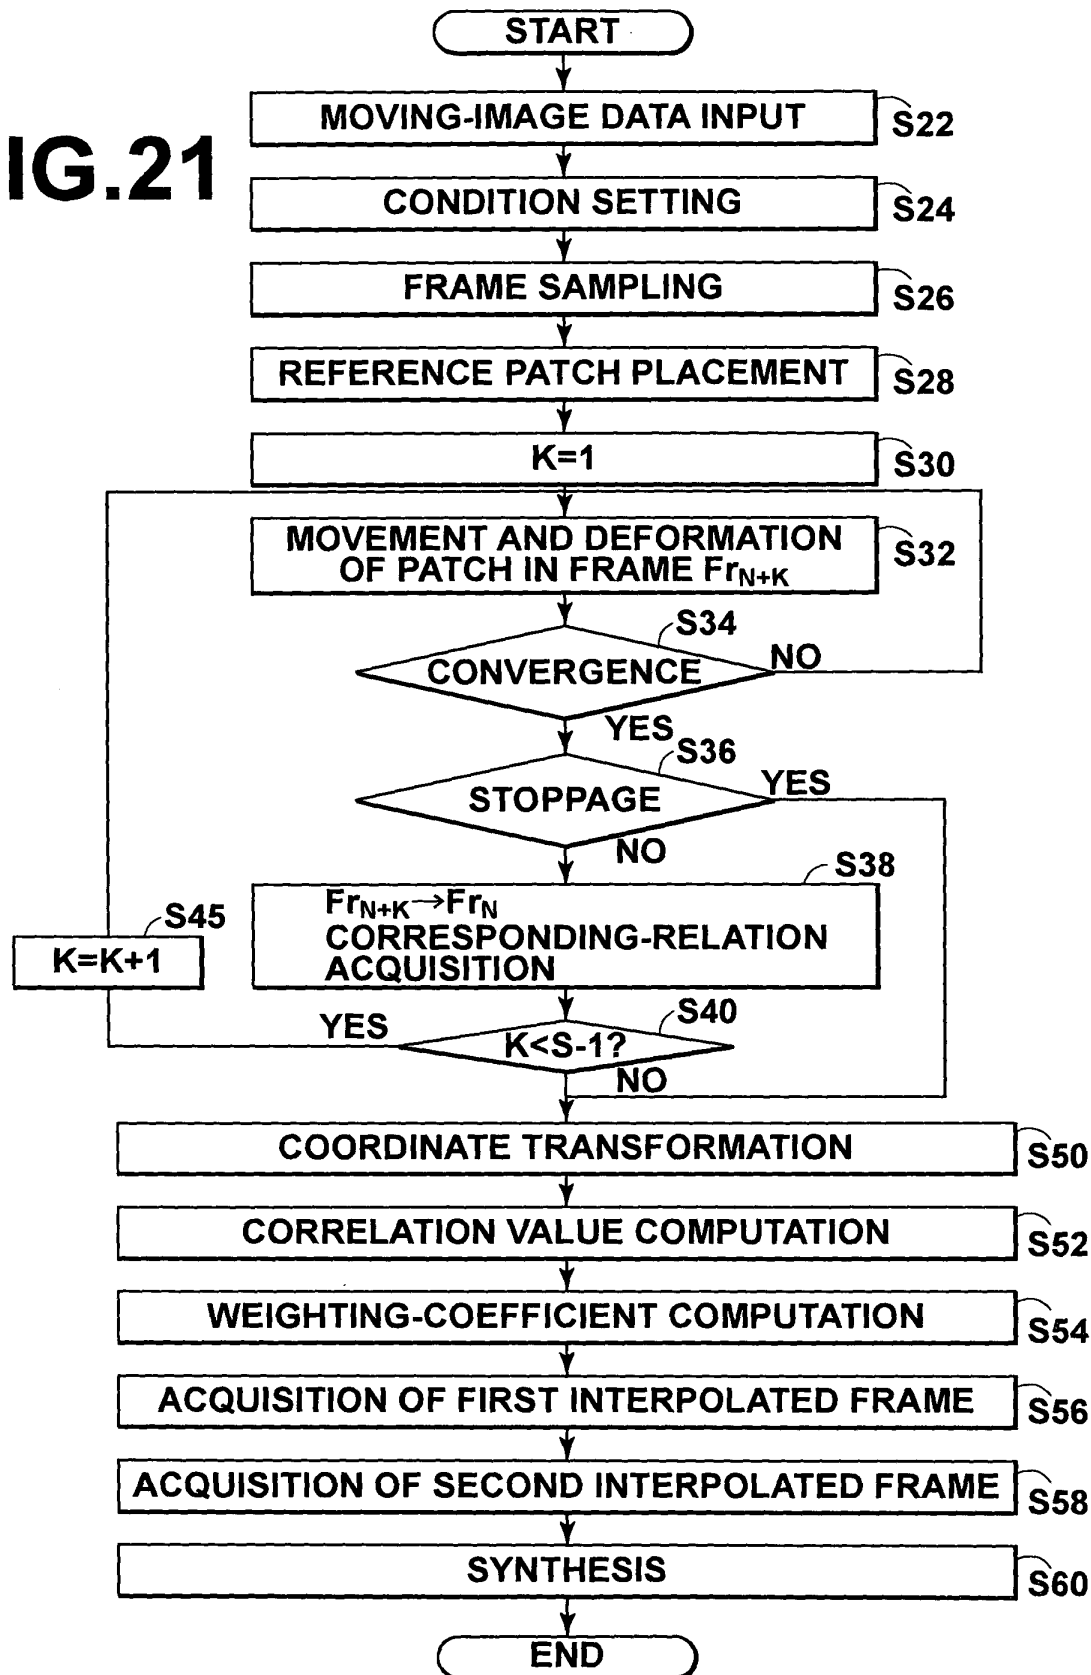 START
IG.21
MOVING-IMAGE DATA INPUT
S22
CONDITION SETTING
S24
FRAME SAMPLING
S26
REFERENCE PATCH PLACEMENT
S28
K=1
S30
MOVEMENT AND DEFORMATION
OF PATCH IN FRAME FrN+K
S32
S34
CONVERGENCE
NO
YES
S36
STOPPAGE
YES
NO
S38
FrN+K→FrN
CORRESPONDING-RELATION
ACQUISITION
S45
K=K+1
S40
YES
K<S-1?
NO
COORDINATE TRANSFORMATION
S50
CORRELATION VALUE COMPUTATION
S52
WEIGHTING-COEFFICIENT COMPUTATION
S54
ACQUISITION OF FIRST INTERPOLATED FRAME
S56
ACQUISITION OF SECOND INTERPOLATED FRAME
S58
SYNTHESIS
S60
END